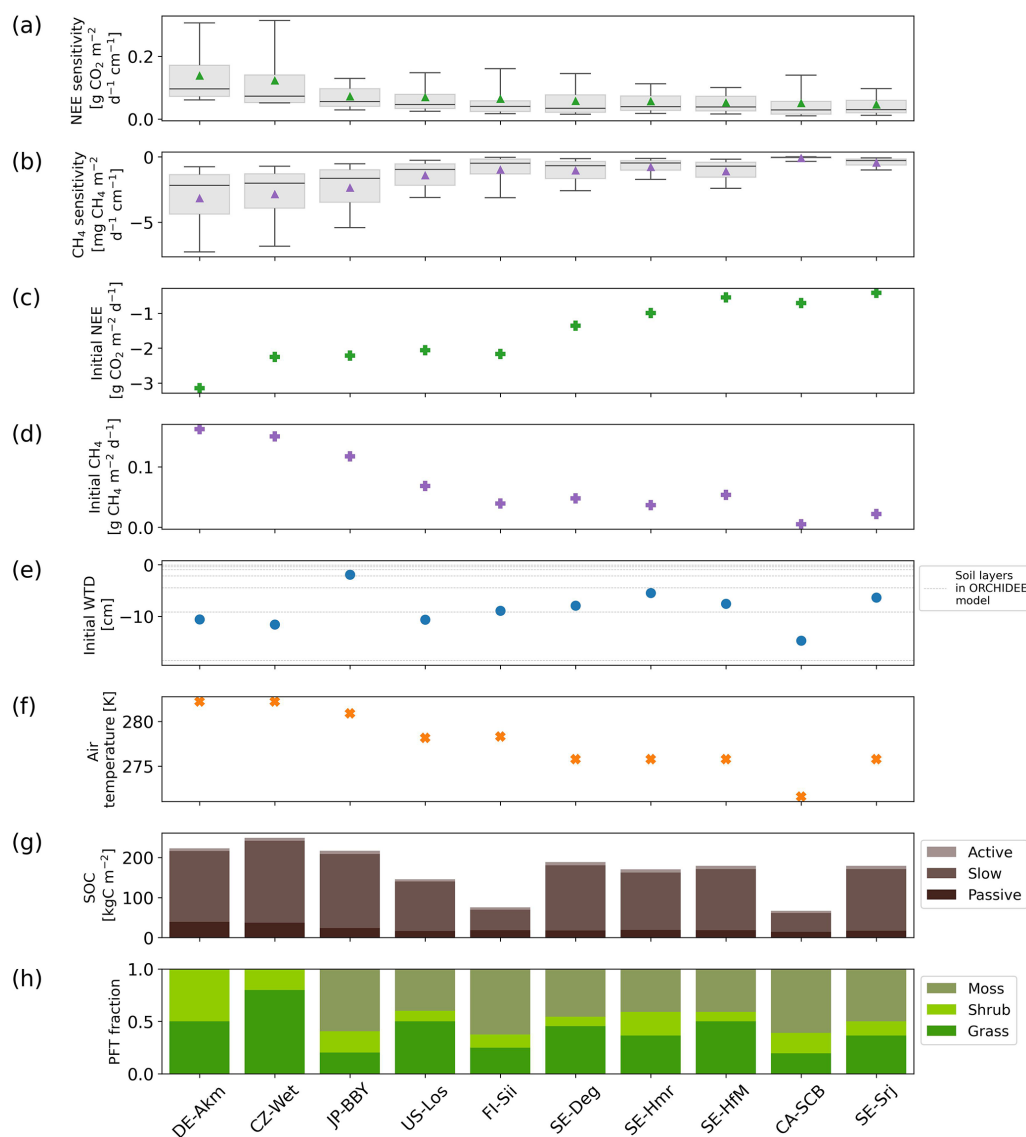 (a)
NEE sensitivity
[g CO₂ m⁻²
d⁻¹ cm⁻¹]
0.2
0.0
(b)
CH₄ sensitivity
[mg CH₄ m⁻²
d⁻¹ cm⁻¹]
0
−5
(c)
Initial NEE
[g CO₂ m⁻² d⁻¹]
−1
−2
−3
(d)
Initial CH₄
[g CH₄ m⁻² d⁻¹]
0.1
0.0
(e)
Initial WTD
[cm]
0
−10
Soil layers
in ORCHIDEE
model
(f)
Air
temperature [K]
280
275
(g)
SOC
[kgC m⁻²]
200
100
0
Active
Slow
Passive
(h)
PFT fraction
1.0
0.5
0.0
Moss
Shrub
Grass
DE-Akm
CZ-Wet
JP-BBY
US-Los
FI-Sii
SE-Deg
SE-Hmr
SE-HfM
CA-SCB
SE-Srj